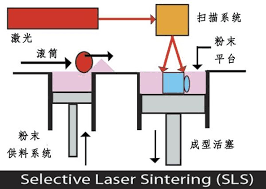 激光
扫描系统
滚筒
粉末
平台
粉末
供料系统
成型活塞
Selective Laser Sintering (SLS)